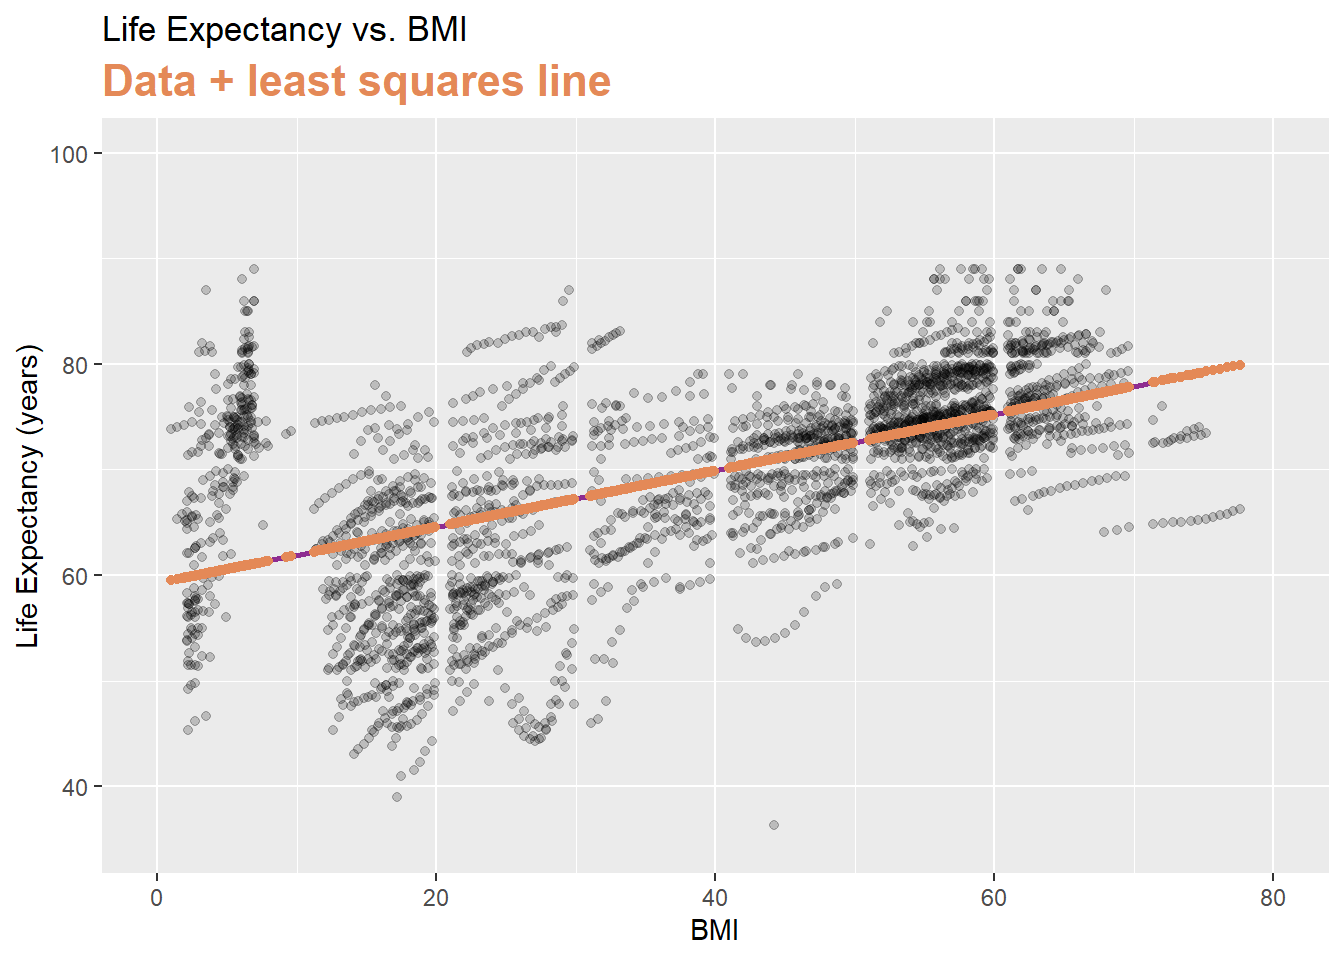 Life Expectancy vs. BMI
Data + least squares line
Life Expectancy (years)
100
80
60
40
0
20
40
60
80
BMI